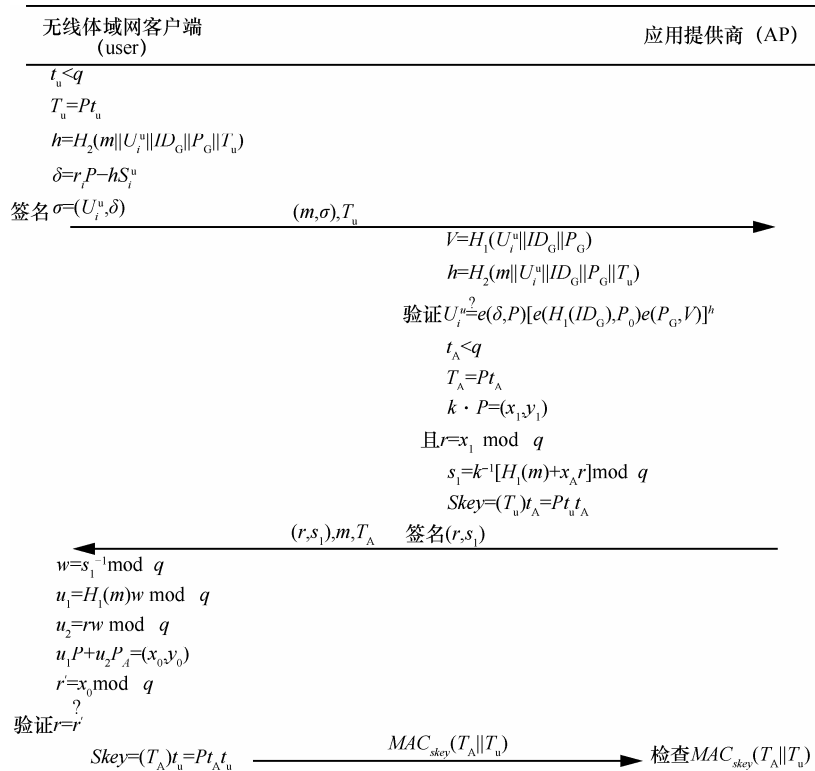 无线体域网客户端 应用提供商（AP）
（user）
t_u<q
T_u=Pt_u
h=H_2(m||U_i^u||ID_G||P_G||T_u)
δ=r_iP−hS_i^u
签名σ=(U_i^u,δ) (m,σ),T_u
V=H_1(U_i^u||ID_G||P_G)
h=H_2(m||U_i^u||ID_G||P_G||T_u)
验证U_i^u≟e(δ,P)[e(H_1(ID_G),P_0)e(P_G,V)]^h
t_A<q
T_A=Pt_A
k·P=(x_1,y_1)
且r=x_1 mod q
s_1=k^{-1}[H_1(m)+x_Ar]mod q
Skey=(T_u)t_A=Pt_ut_A
(r,s_1),m,T_A 签名(r,s_1)
w=s_1^{-1}mod q
u_1=H_1(m)w mod q
u_2=rw mod q
u_1P+u_2P_A=(x_0,y_0)
r'=x_0mod q
验证r≟r'
Skey=(T_A)t_u=Pt_At_u MAC_{skey}(T_A||T_u) 检查MAC_{skey}(T_A||T_u)